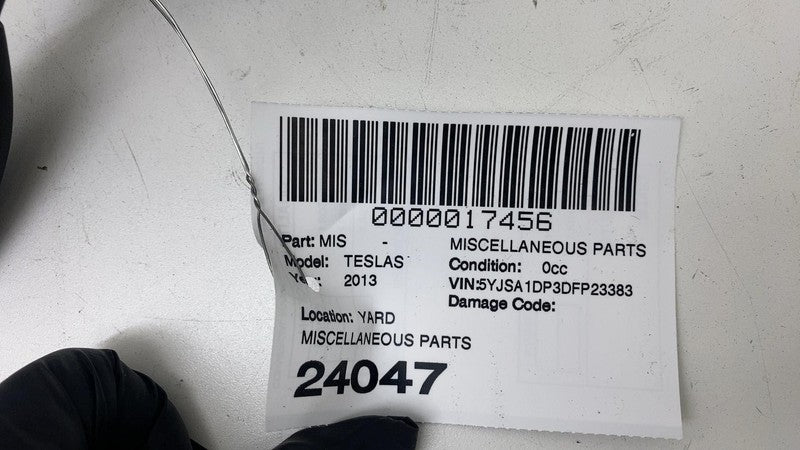 0000017456
Part: MIS - MISCELLANEOUS PARTS
Model: TESLAS Condition: 0cc
2013 VIN:5YJSA1DP3DFP23383
Damage Code:
Location: YARD
MISCELLANEOUS PARTS
24047